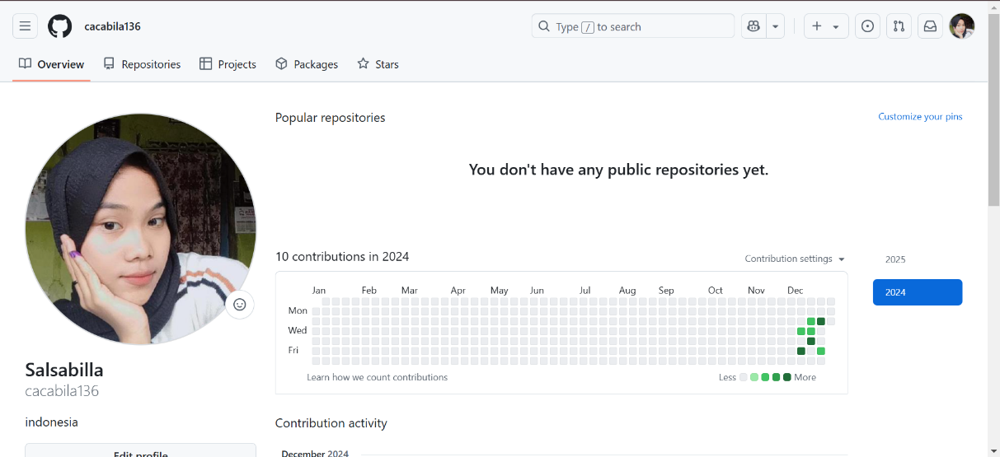 cacabila136
Type / to search
Overview Repositories Projects Packages Stars
Popular repositories
Customize your pins
You don't have any public repositories yet.
10 contributions in 2024
Contribution settings
2025
2024
Jan Feb Mar Apr May Jun Jul Aug Sep Oct Nov Dec
Mon
Wed
Fri
Learn how we count contributions
Less More
Salsabilla
cacabila136
indonesia
Edit profile
Contribution activity
December 2024